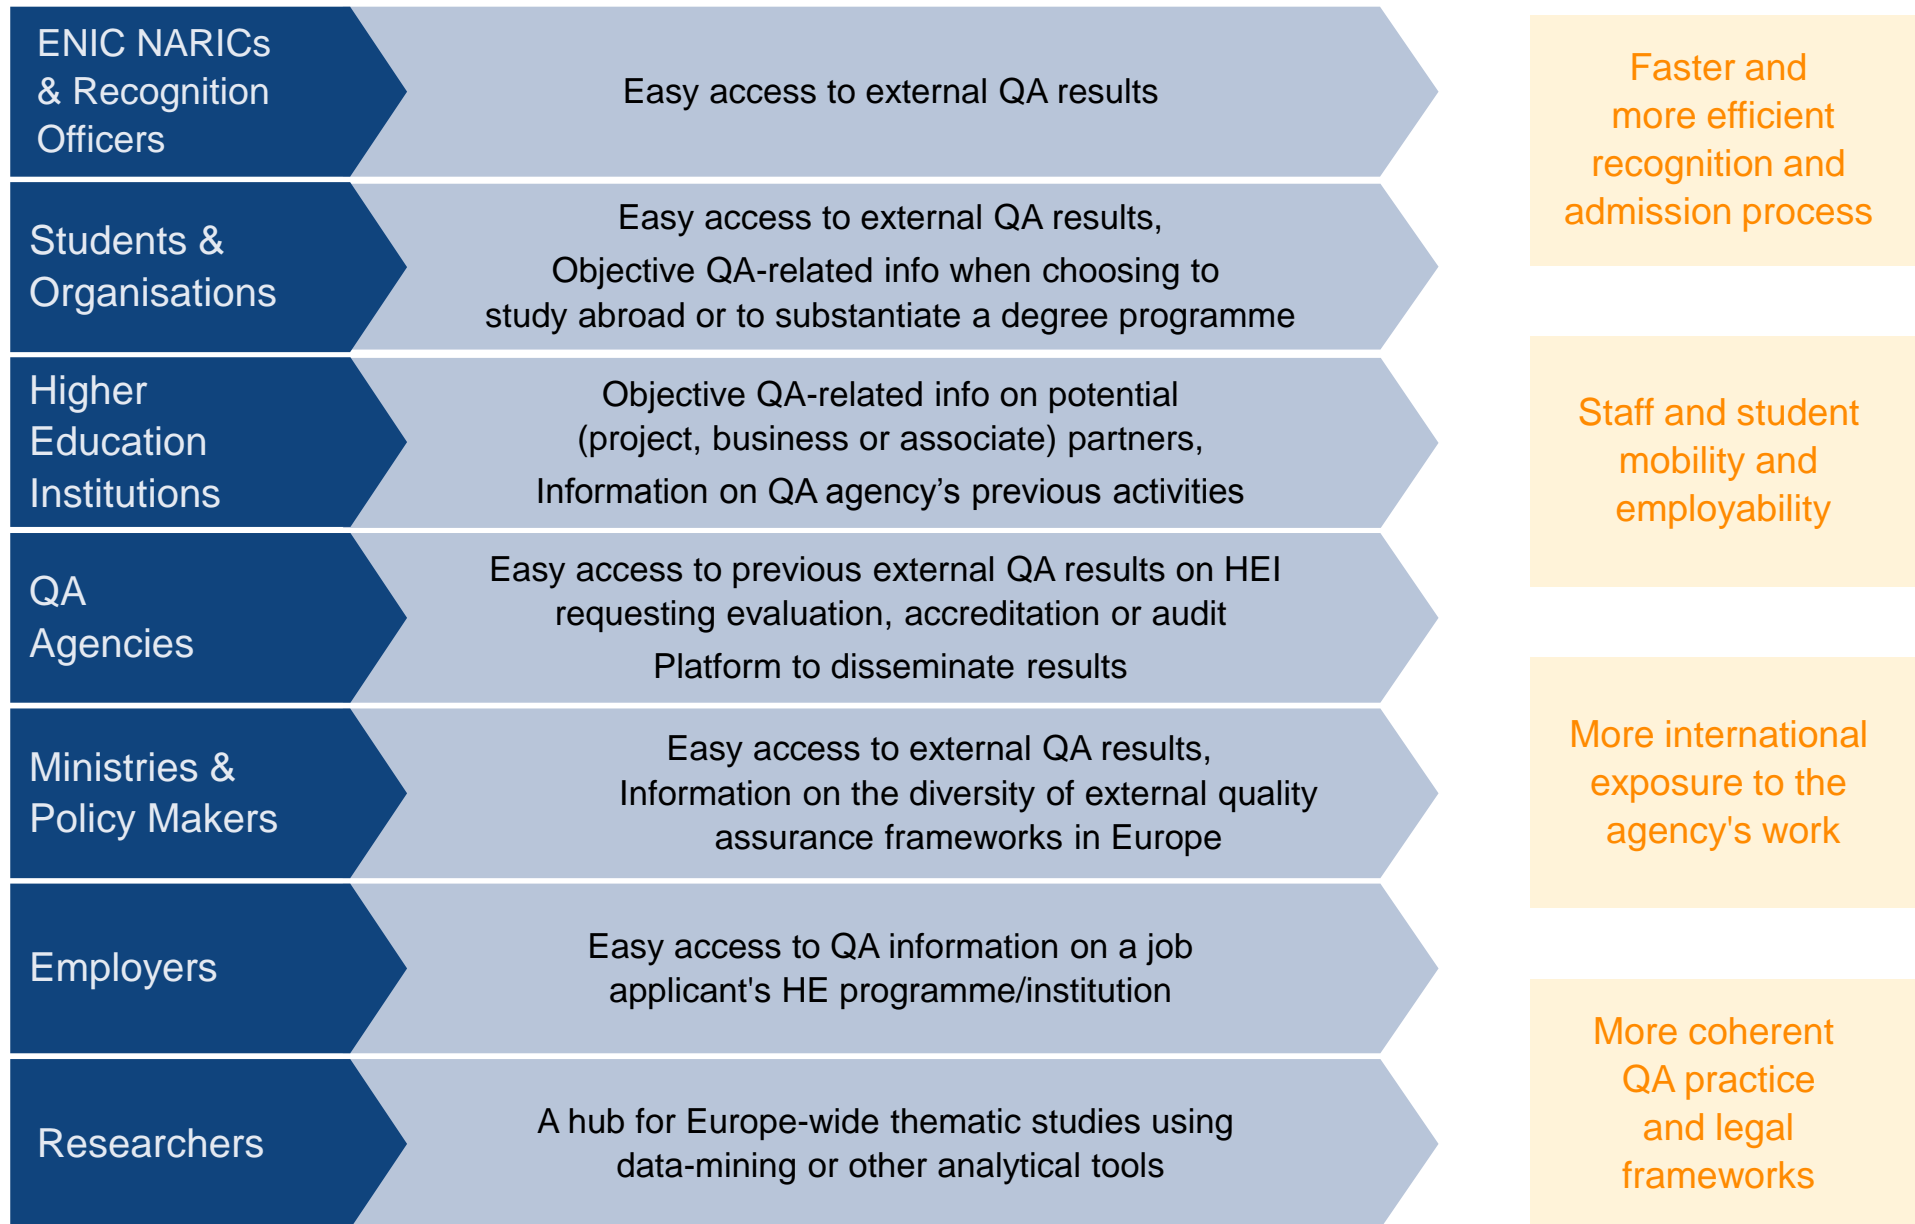 ENIC NARICs
& Recognition
Officers
Easy access to external QA results
Students &
Organisations
Easy access to external QA results,
Objective QA-related info when choosing to
study abroad or to substantiate a degree programme
Higher
Education
Institutions
Objective QA-related info on potential
(project, business or associate) partners,
Information on QA agency’s previous activities
QA
Agencies
Easy access to previous external QA results on HEI
requesting evaluation, accreditation or audit
Platform to disseminate results
Ministries &
Policy Makers
Easy access to external QA results,
Information on the diversity of external quality
assurance frameworks in Europe
Employers
Easy access to QA information on a job
applicant's HE programme/institution
Researchers
A hub for Europe-wide thematic studies using
data-mining or other analytical tools
Faster and
more efficient
recognition and
admission process
Staff and student
mobility and
employability
More international
exposure to the
agency's work
More coherent
QA practice
and legal
frameworks